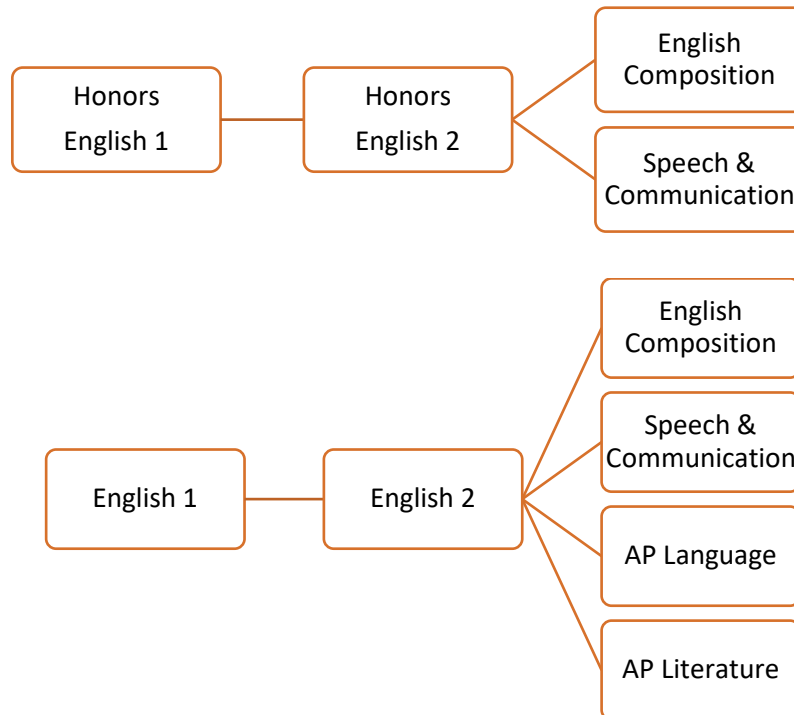 Honors
English 1
Honors
English 2
English
Composition
Speech &
Communication
English 1
English 2
English
Composition
Speech &
Communication
AP Language
AP Literature